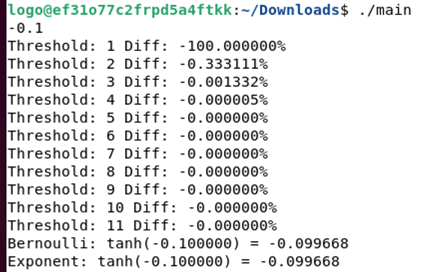 logo@ef31o77c2frpd5a4ftkk:~/Downloads$ ./main
-0.1
Threshold: 1 Diff: -100.000000%
Threshold: 2 Diff: -0.333111%
Threshold: 3 Diff: -0.001332%
Threshold: 4 Diff: -0.000005%
Threshold: 5 Diff: -0.000000%
Threshold: 6 Diff: -0.000000%
Threshold: 7 Diff: -0.000000%
Threshold: 8 Diff: -0.000000%
Threshold: 9 Diff: -0.000000%
Threshold: 10 Diff: -0.000000%
Threshold: 11 Diff: -0.000000%
Bernoulli: tanh(-0.100000) = -0.099668
Exponent: tanh(-0.100000) = -0.099668